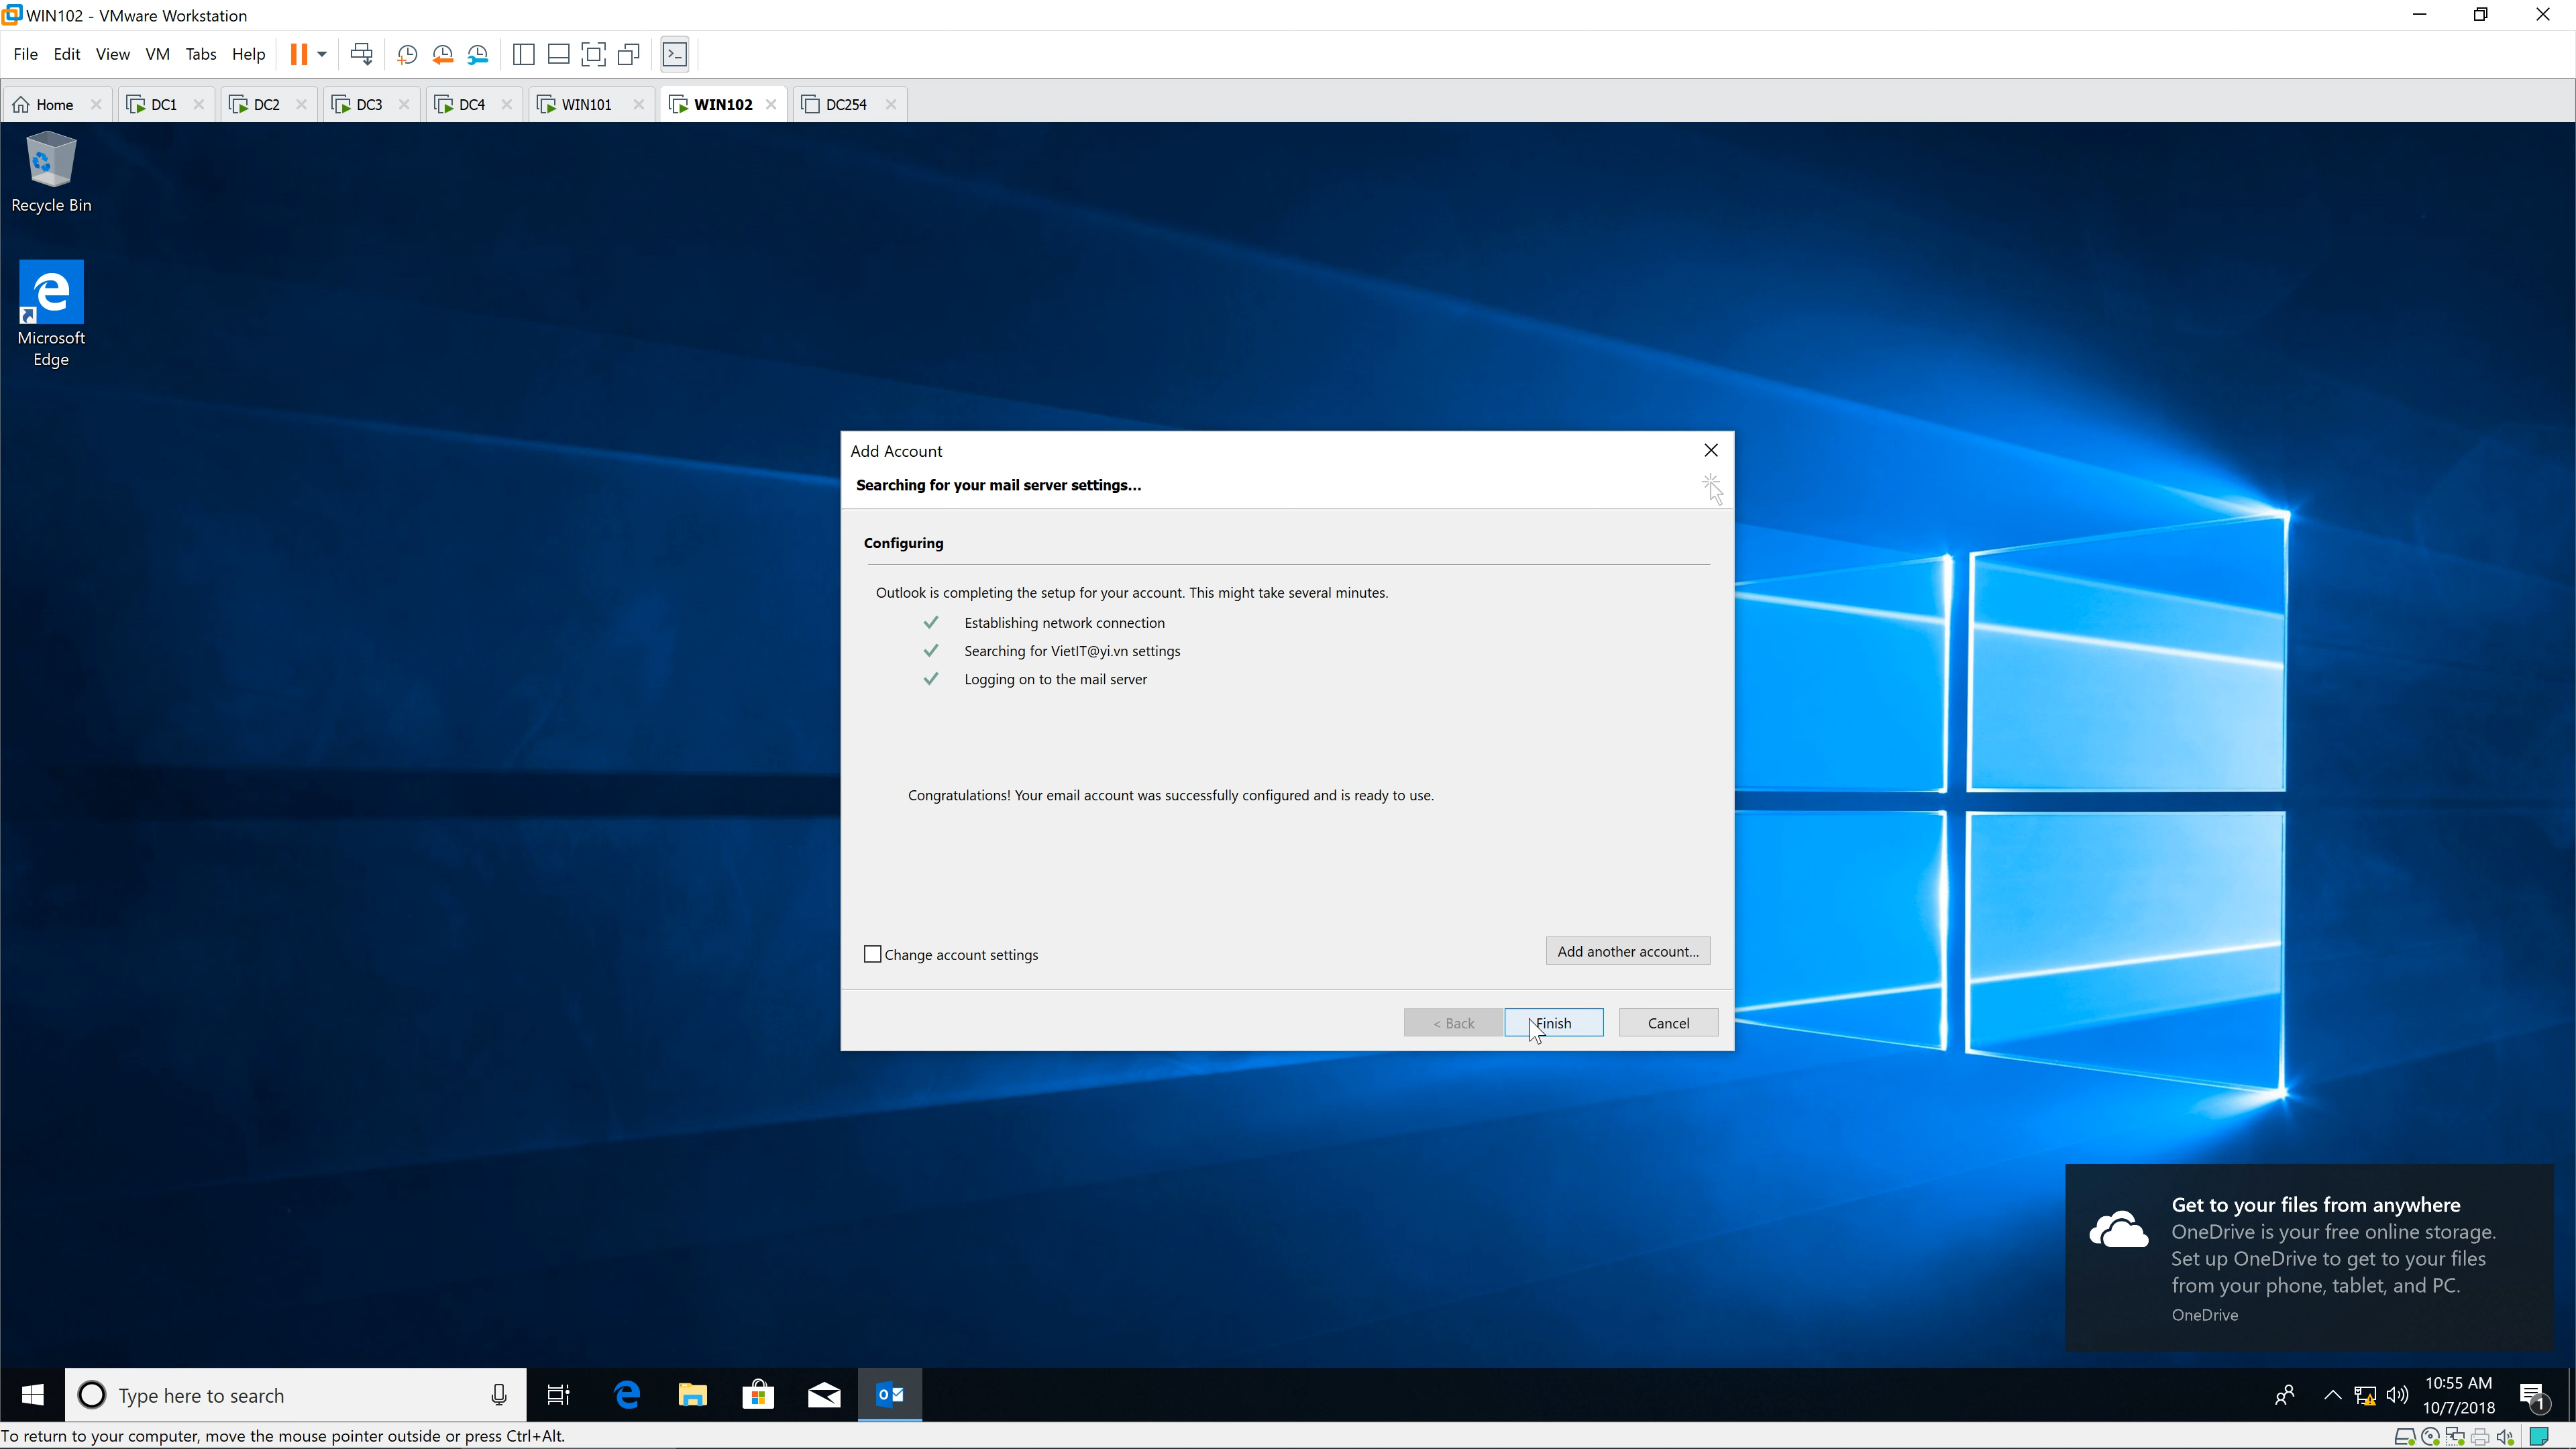 WIN102 - VMware Workstation
File Edit View VM Tabs Help
Home DC1 DC2 DC3 DC4 WIN101 WIN102 DC254
Recycle Bin
Microsoft
Edge
Add Account
Searching for your mail server settings...
Configuring
Outlook is completing the setup for your account. This might take several minutes.
Establishing network connection
Searching for VietIT@yi.vn settings
Logging on to the mail server
Congratulations! Your email account was successfully configured and is ready to use.
Change account settings
Add another account...
< Back Finish Cancel
Get to your files from anywhere
OneDrive is your free online storage.
Set up OneDrive to get to your files
from your phone, tablet, and PC.
OneDrive
Type here to search
10:55 AM
10/7/2018
1
To return to your computer, move the mouse pointer outside or press Ctrl+Alt.